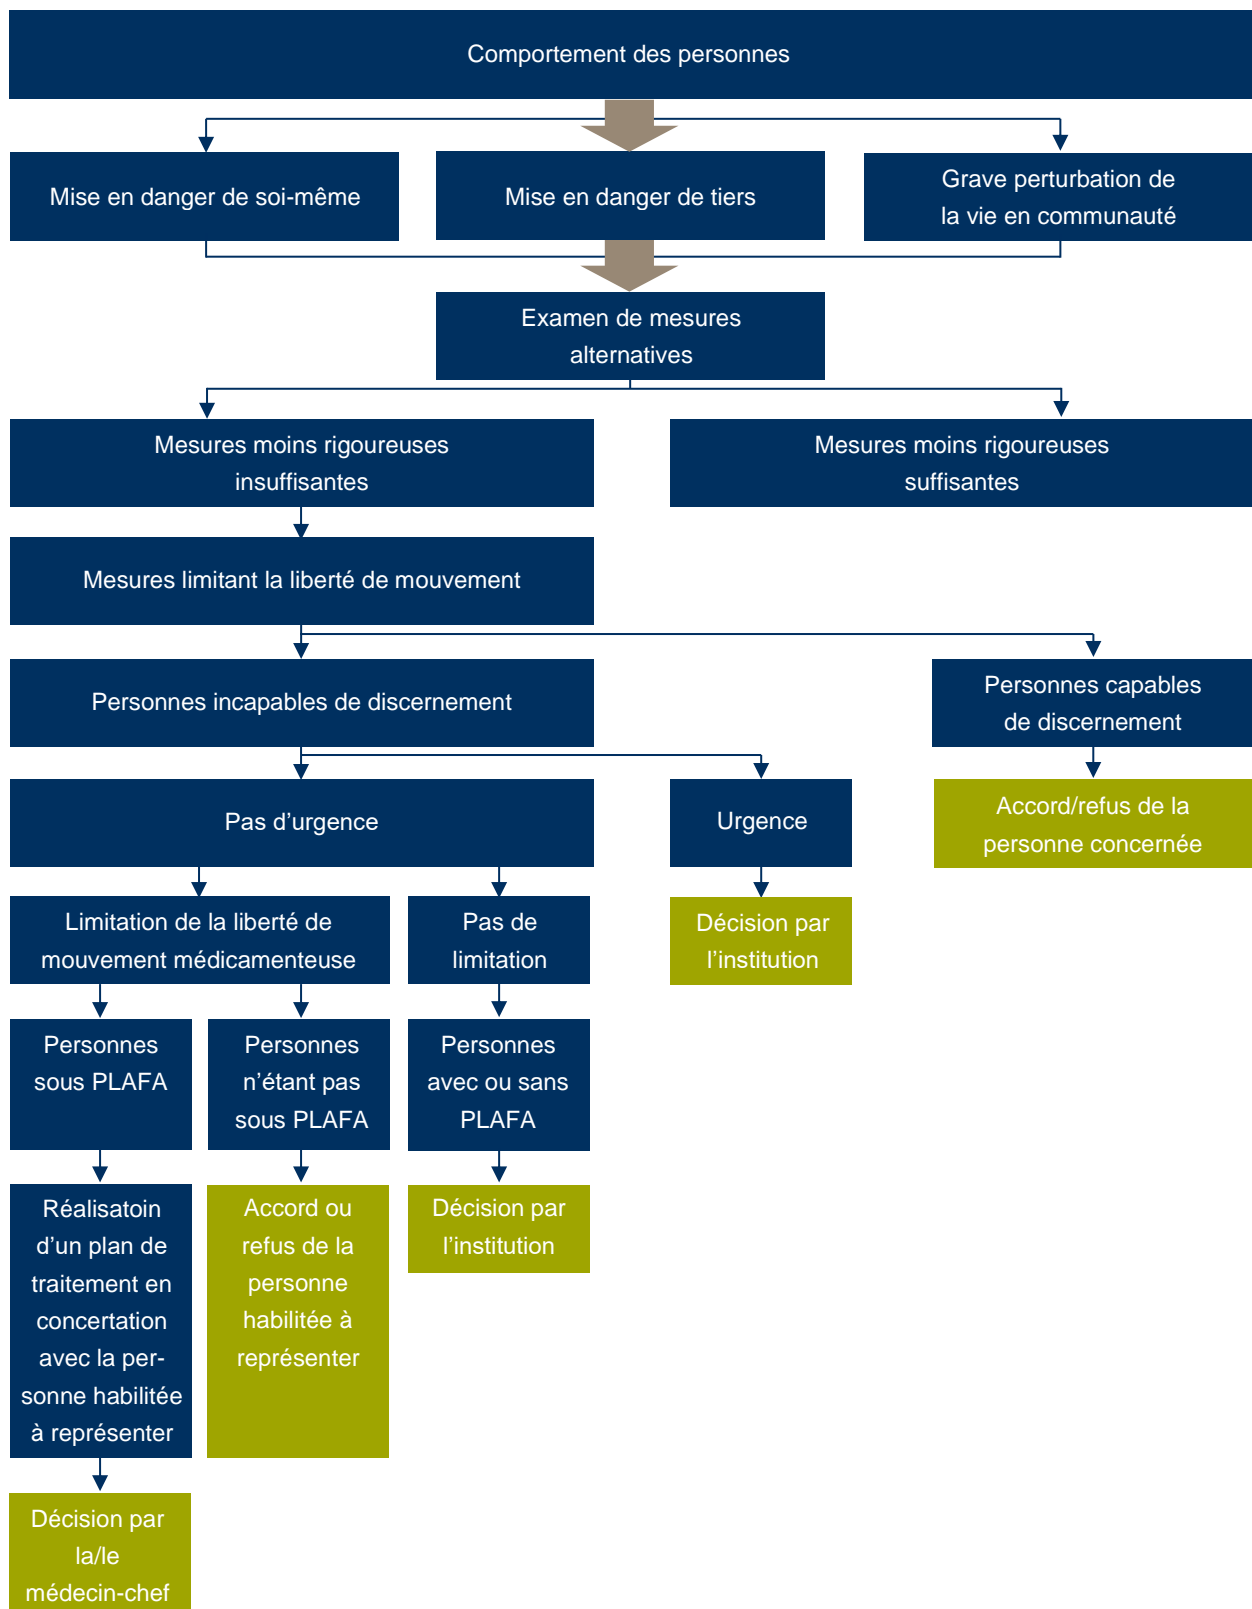 Comportement des personnes
Mise en danger de soi-même
Mise en danger de tiers
Grave perturbation de
la vie en communauté
Examen de mesures
alternatives
Mesures moins rigoureuses
insuffisantes
Mesures moins rigoureuses
suffisantes
Mesures limitant la liberté de mouvement
Personnes incapables de discernement
Personnes capables
de discernement
Pas d’urgence
Urgence
Accord/refus de la
personne concernée
Limitation de la liberté de
mouvement médicamenteuse
Pas de
limitation
Décision par
l’institution
Personnes
sous PLAFA
Personnes
n’étant pas
sous PLAFA
Personnes
avec ou sans
PLAFA
Réalisatoin
d’un plan de
traitement en
concertation
avec la per-
sonne habilitée
à représenter
Accord ou
refus de la
personne
habilitée à
représenter
Décision par
l’institution
Décision par
la/le
médecin-chef